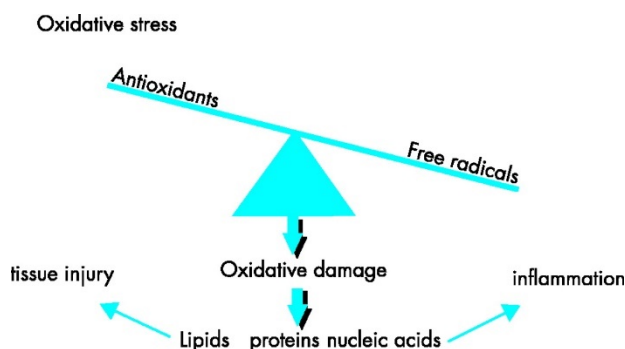 Oxidative stress
Antioxidants
Free radicals
Oxidative damage
tissue injury
inflammation
Lipids proteins nucleic acids